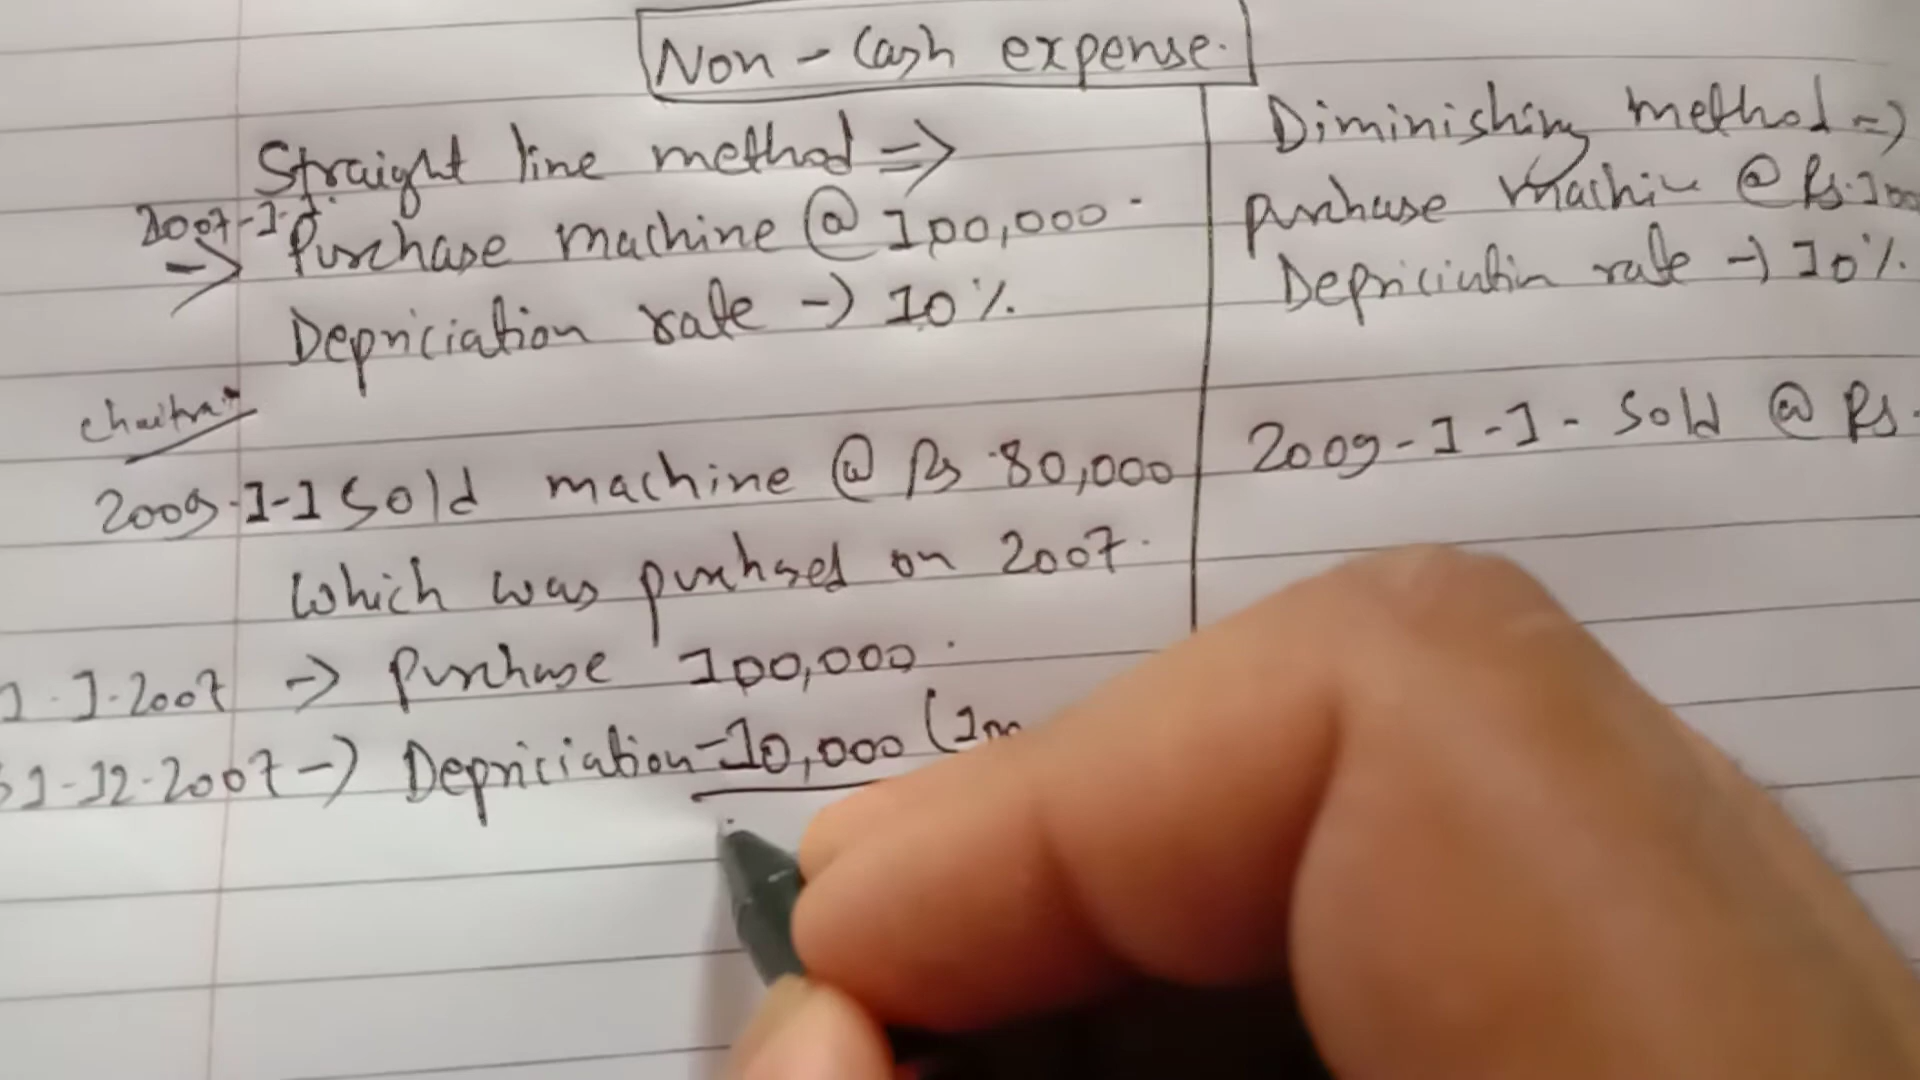 Non - Cash expense.
Straight line method =>
2007-1-1
-> Purchase machine @ 100,000.
Depriciation rate -> 10%
Chaitra
2009-1-1 Sold machine @ Rs 80,000
which was purhsed on 2007.
1-1-2007 -> Purchase 100,000.
31-12-2007 -> Depriciation - 10,000 (
Diminishing method =>
purchase machine @ Rs.
Depriciation rate -> 10%
2009-1-1- Sold @ Rs.